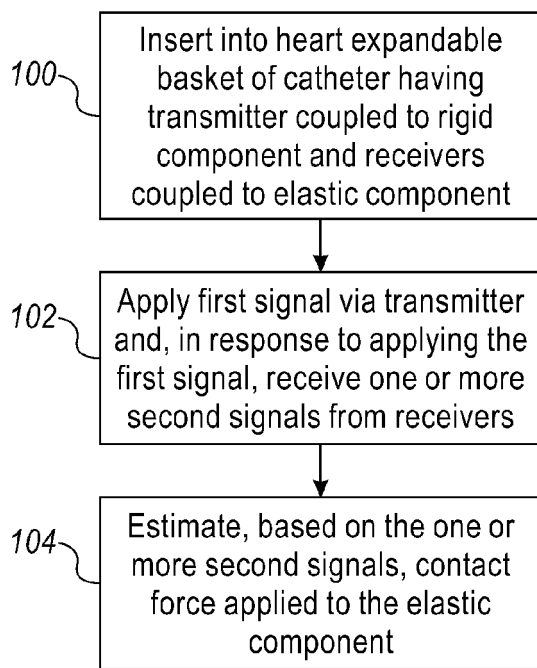 100
Insert into heart expandable
basket of catheter having
transmitter coupled to rigid
component and receivers
coupled to elastic component
102
Apply first signal via transmitter
and, in response to applying the
first signal, receive one or more
second signals from receivers
104
Estimate, based on the one or
more second signals, contact
force applied to the elastic
component